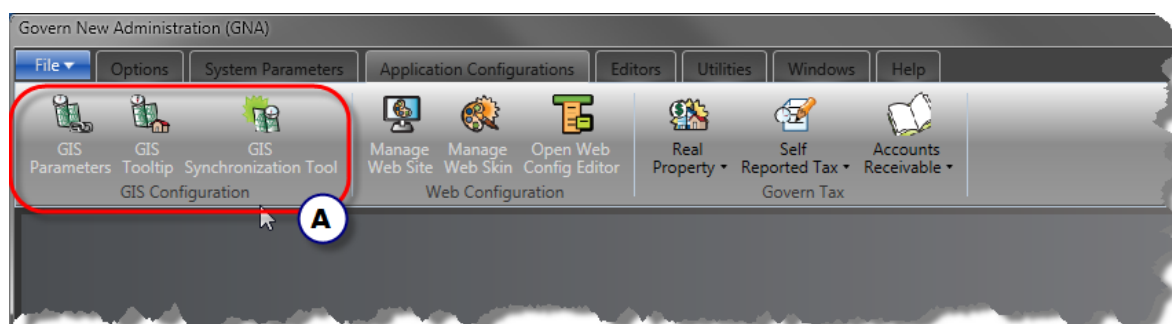 Govern New Administration (GNA)
File Options System Parameters Application Configurations Editors Utilities Windows Help
GIS Parameters GIS Tooltip GIS Synchronization Tool Manage Web Site Manage Web Skin Open Web Config Editor Real Property Self Reported Tax Accounts Receivable
GIS Configuration Web Configuration Govern Tax
A